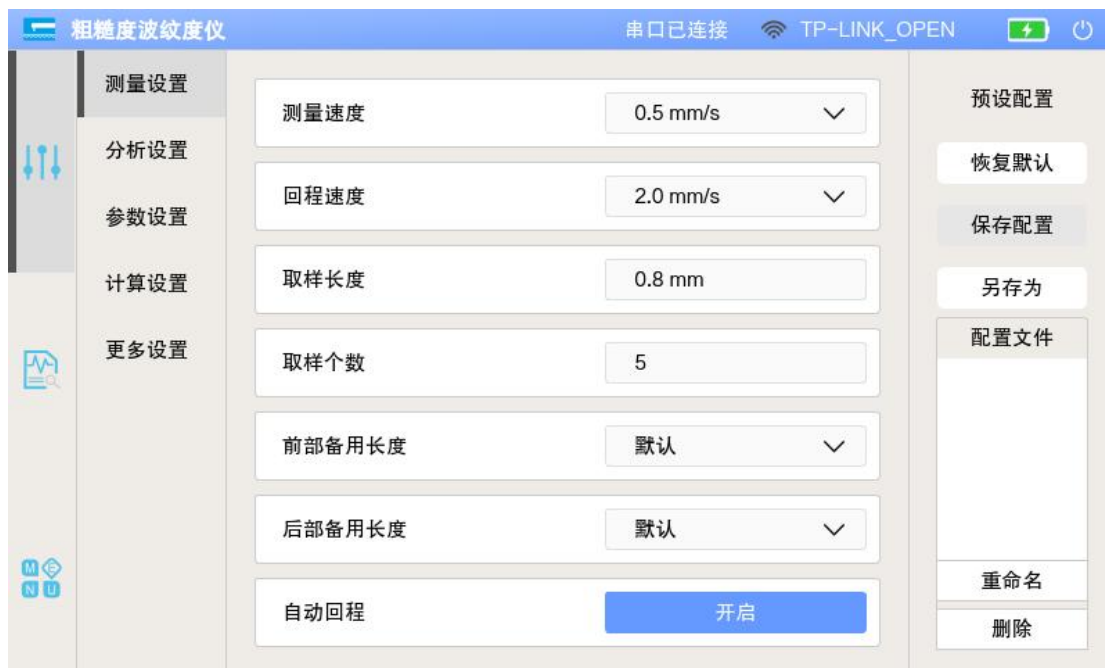 粗糙度波纹度仪 串口已连接 TP-LINK_OPEN
测量设置
分析设置
参数设置
计算设置
更多设置
测量速度 0.5 mm/s
回程速度 2.0 mm/s
取样长度 0.8 mm
取样个数 5
前部备用长度 默认
后部备用长度 默认
自动回程 开启
预设配置
恢复默认
保存配置
另存为
配置文件
重命名
删除
M E
N U